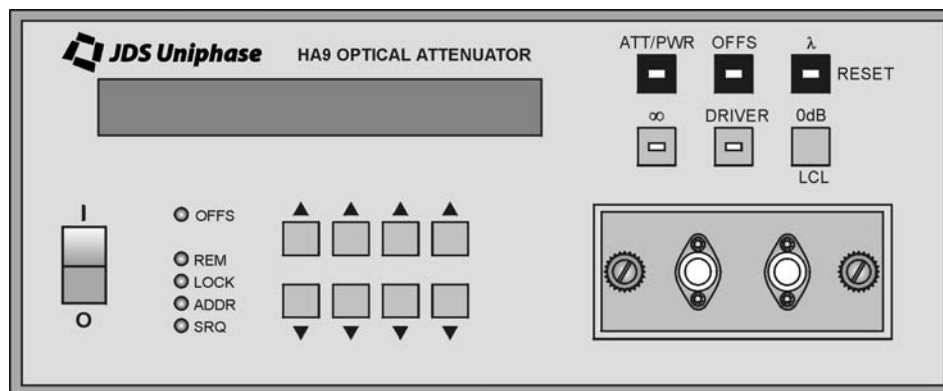 JDS Uniphase
HA9 OPTICAL ATTENUATOR
ATT/PWR OFFS λ
RESET
∞ DRIVER 0dB
LCL
I
O
OFFS
REM
LOCK
ADDR
SRQ